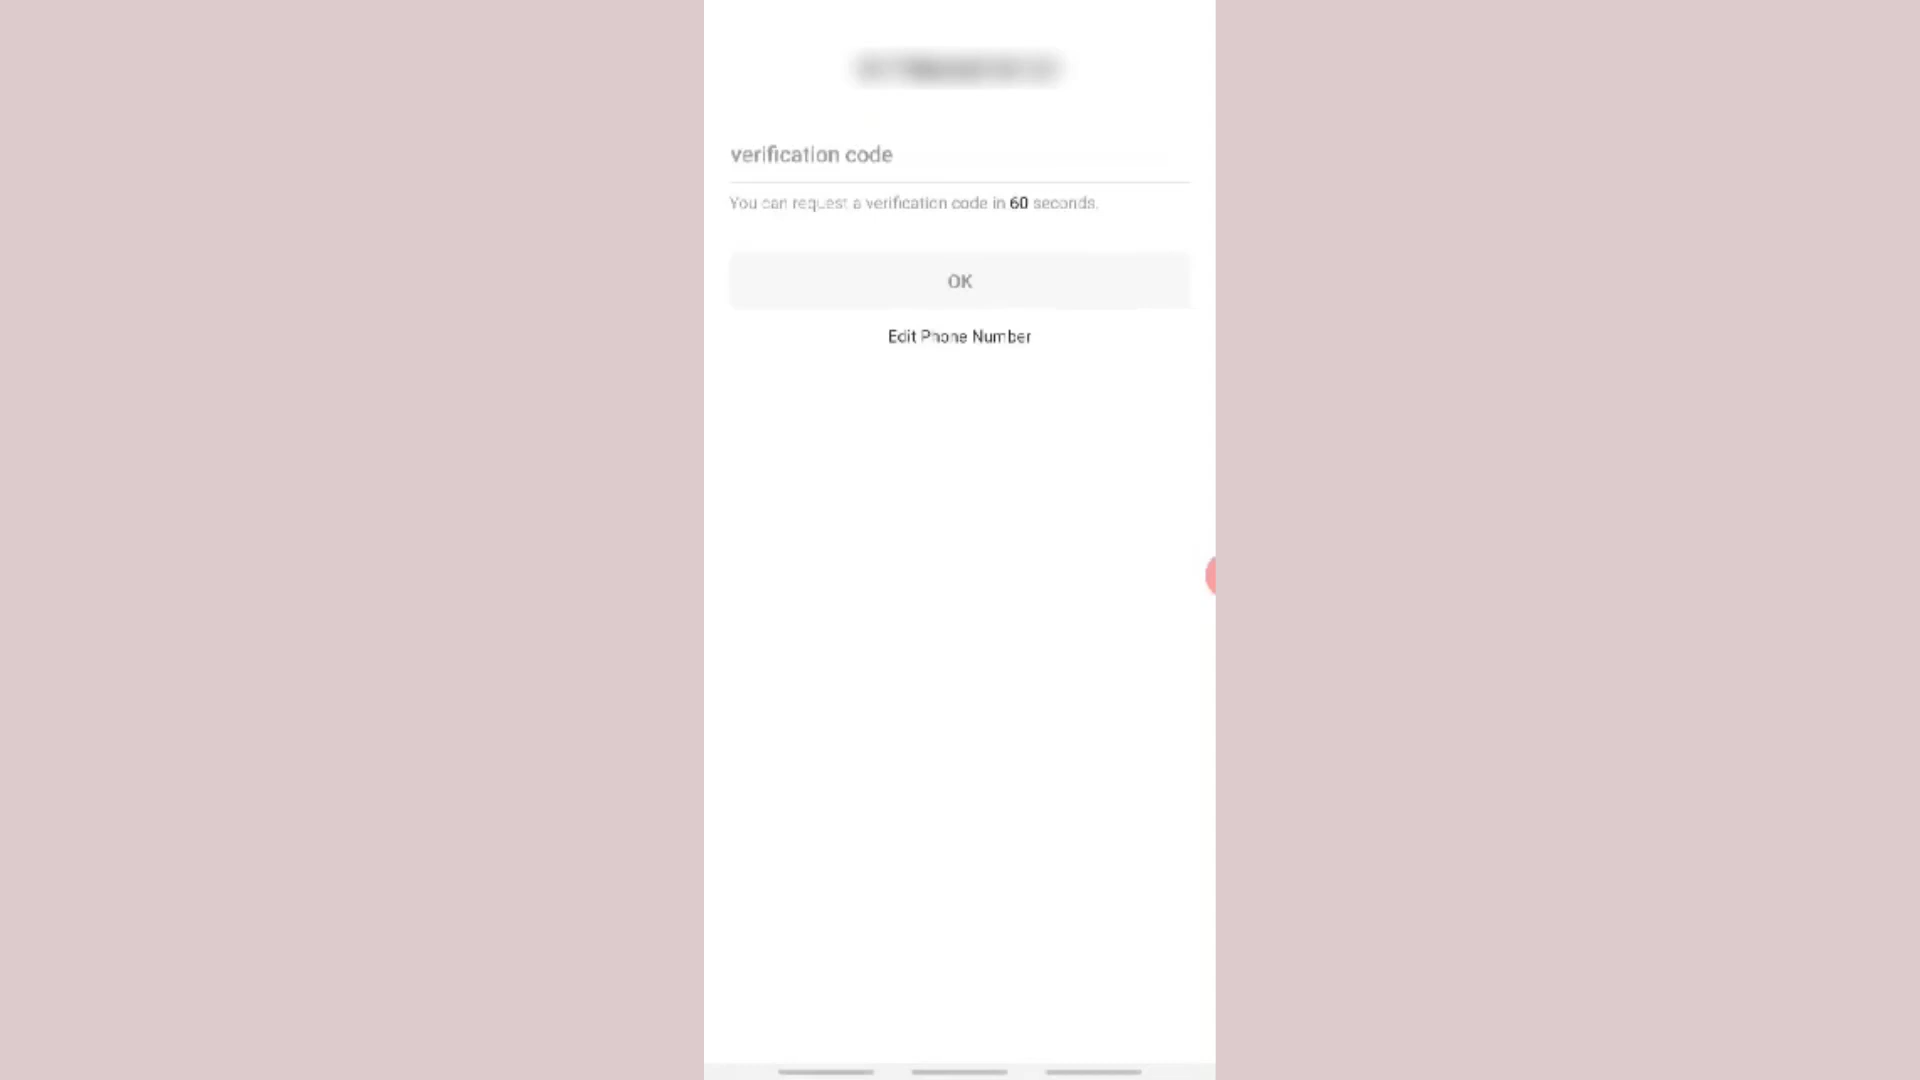 verification code
You can request a verification code in 60 seconds.
OK
Edit Phone Number